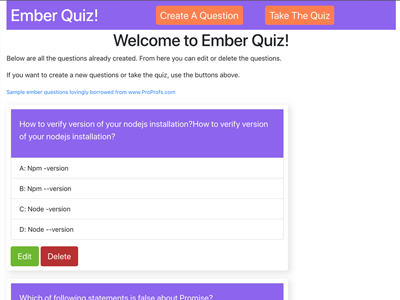 Ember Quiz!
Create A Question
Take The Quiz
Welcome to Ember Quiz!
Below are all the questions already created. From here you can edit or delete the questions.
If you want to create a new questions or take the quiz, use the buttons above.
Sample ember questions lovingly borrowed from www.ProProfs.com
How to verify version of your nodejs installation?How to verify version
of your nodejs installation?
A: Npm -version
B: Npm --version
C: Node -version
D: Node --version
Edit
Delete
Which of following statements is false about Promise?